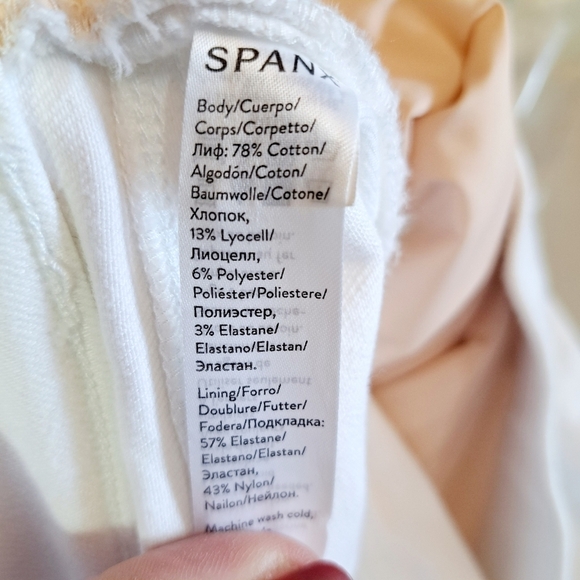 SPANX
Body/Cuerpo/
Corps/Corpetto/
Лиф: 78% Cotton/
Algodón/Coton/
Baumwolle/Cotone/
Хлопок,
13% Lyocell/
Лиоцелл,
6% Polyester/
Poliéster/Poliestere/
Полиэстер,
3% Elastane/
Elastano/Elastan/
Эластан.
Lining/Forro/
Doublure/Futter/
Fodera/Подкладка:
57% Elastane/
Elastano/Elastan/
Эластан,
43% Nylon/
Nailon/Нейлон.
Machine wash cold,